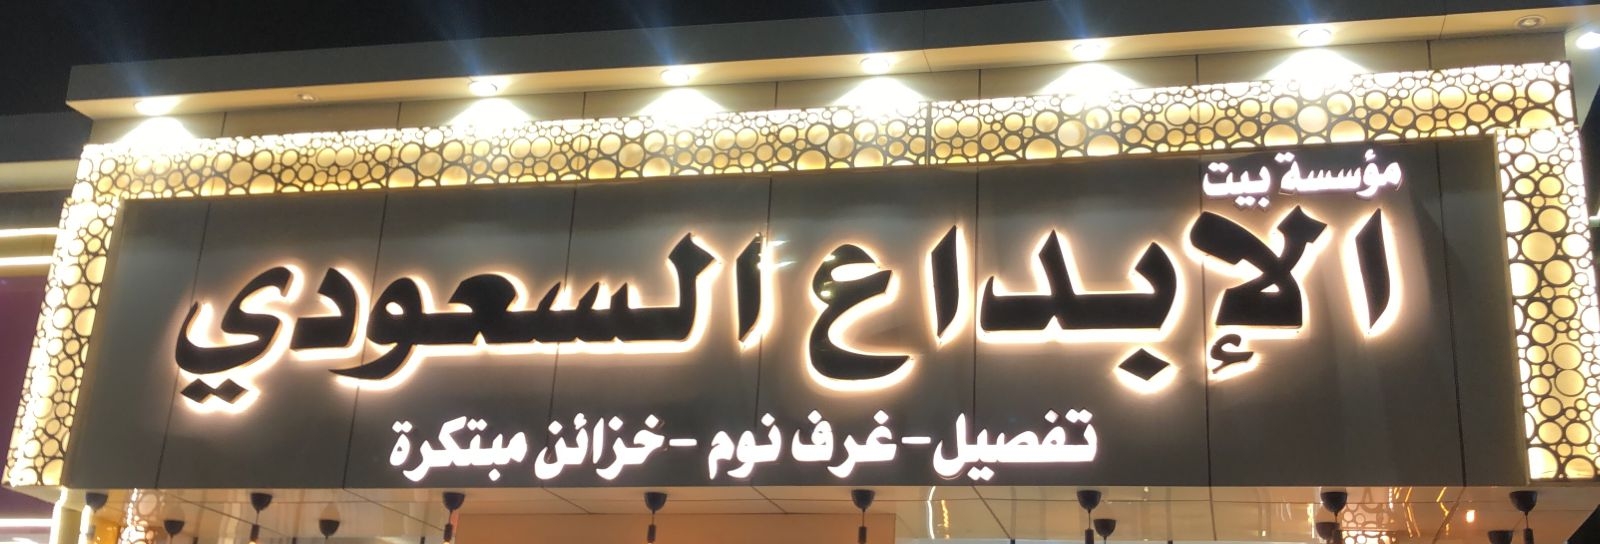 مؤسسة بيت
الإبداع السعودي
تفصيل-غرف نوم -خزائن مبتكرة